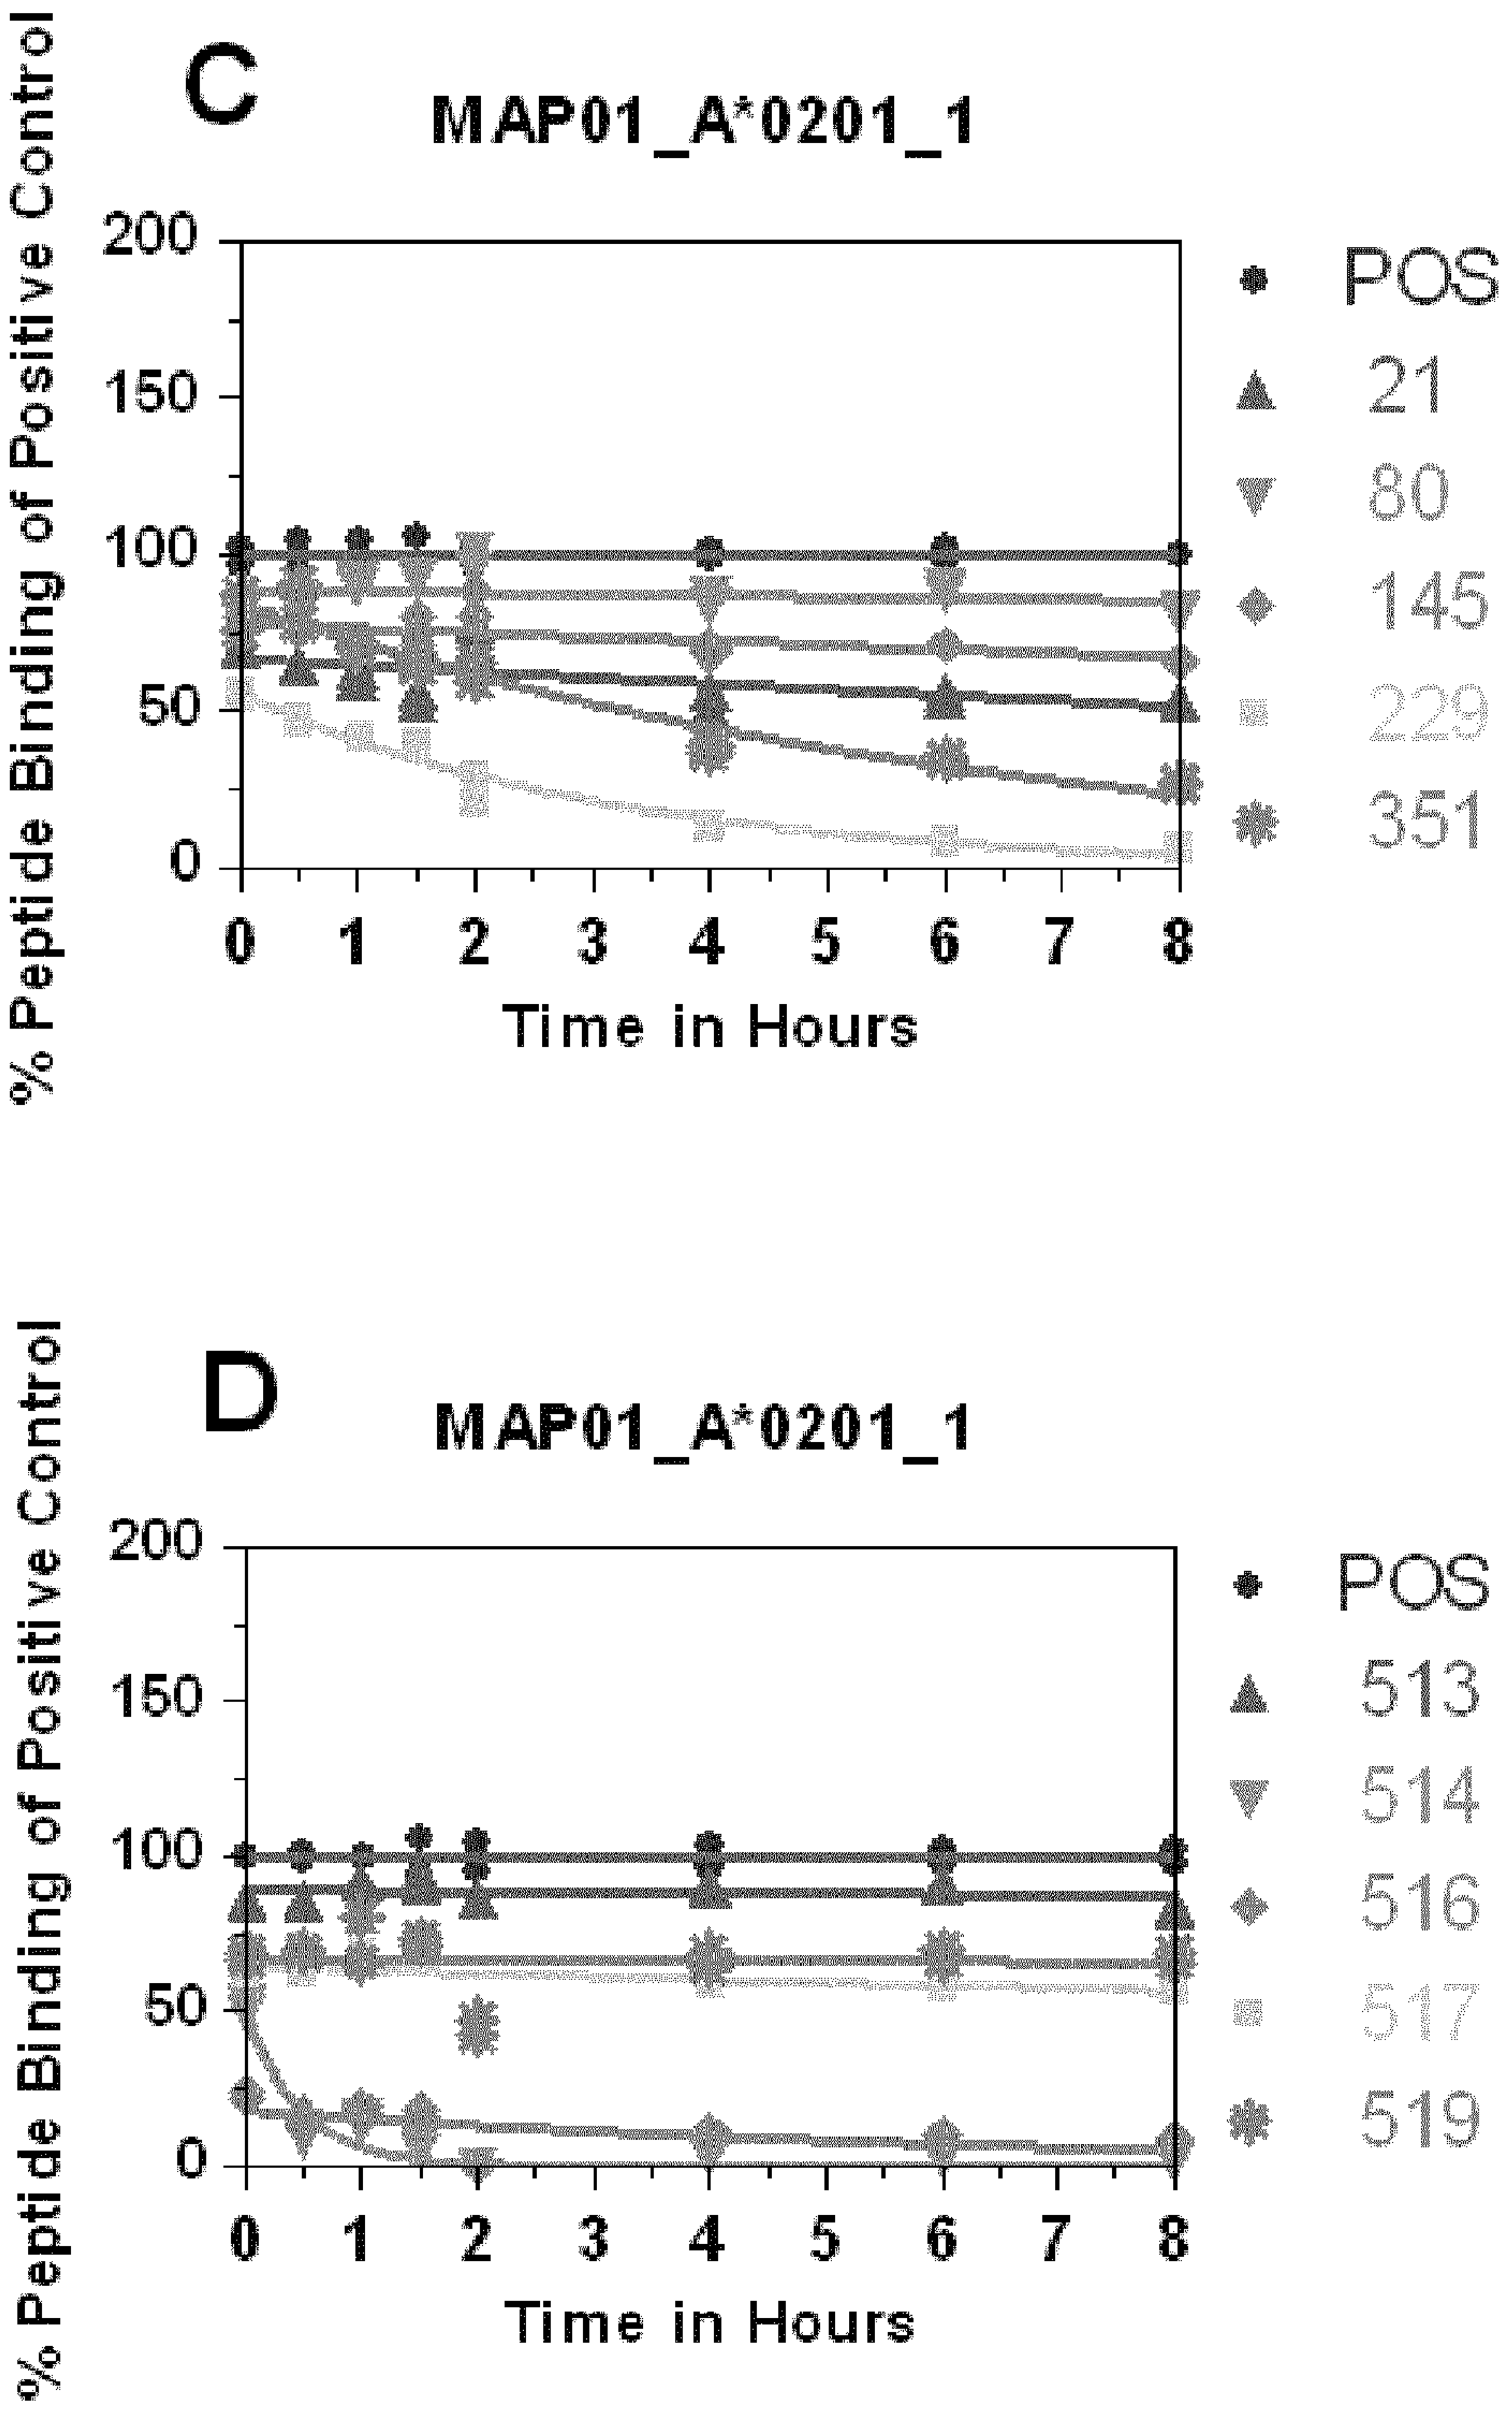 C
MAP01_A*0201_1
% Peptide Binding of Positive Control
200
150
100
50
0
0 1 2 3 4 5 6 7 8
Time in Hours
POS
21
80
145
229
351
D
MAP01_A*0201_1
% Peptide Binding of Positive Control
200
150
100
50
0
0 1 2 3 4 5 6 7 8
Time in Hours
POS
513
514
516
517
519